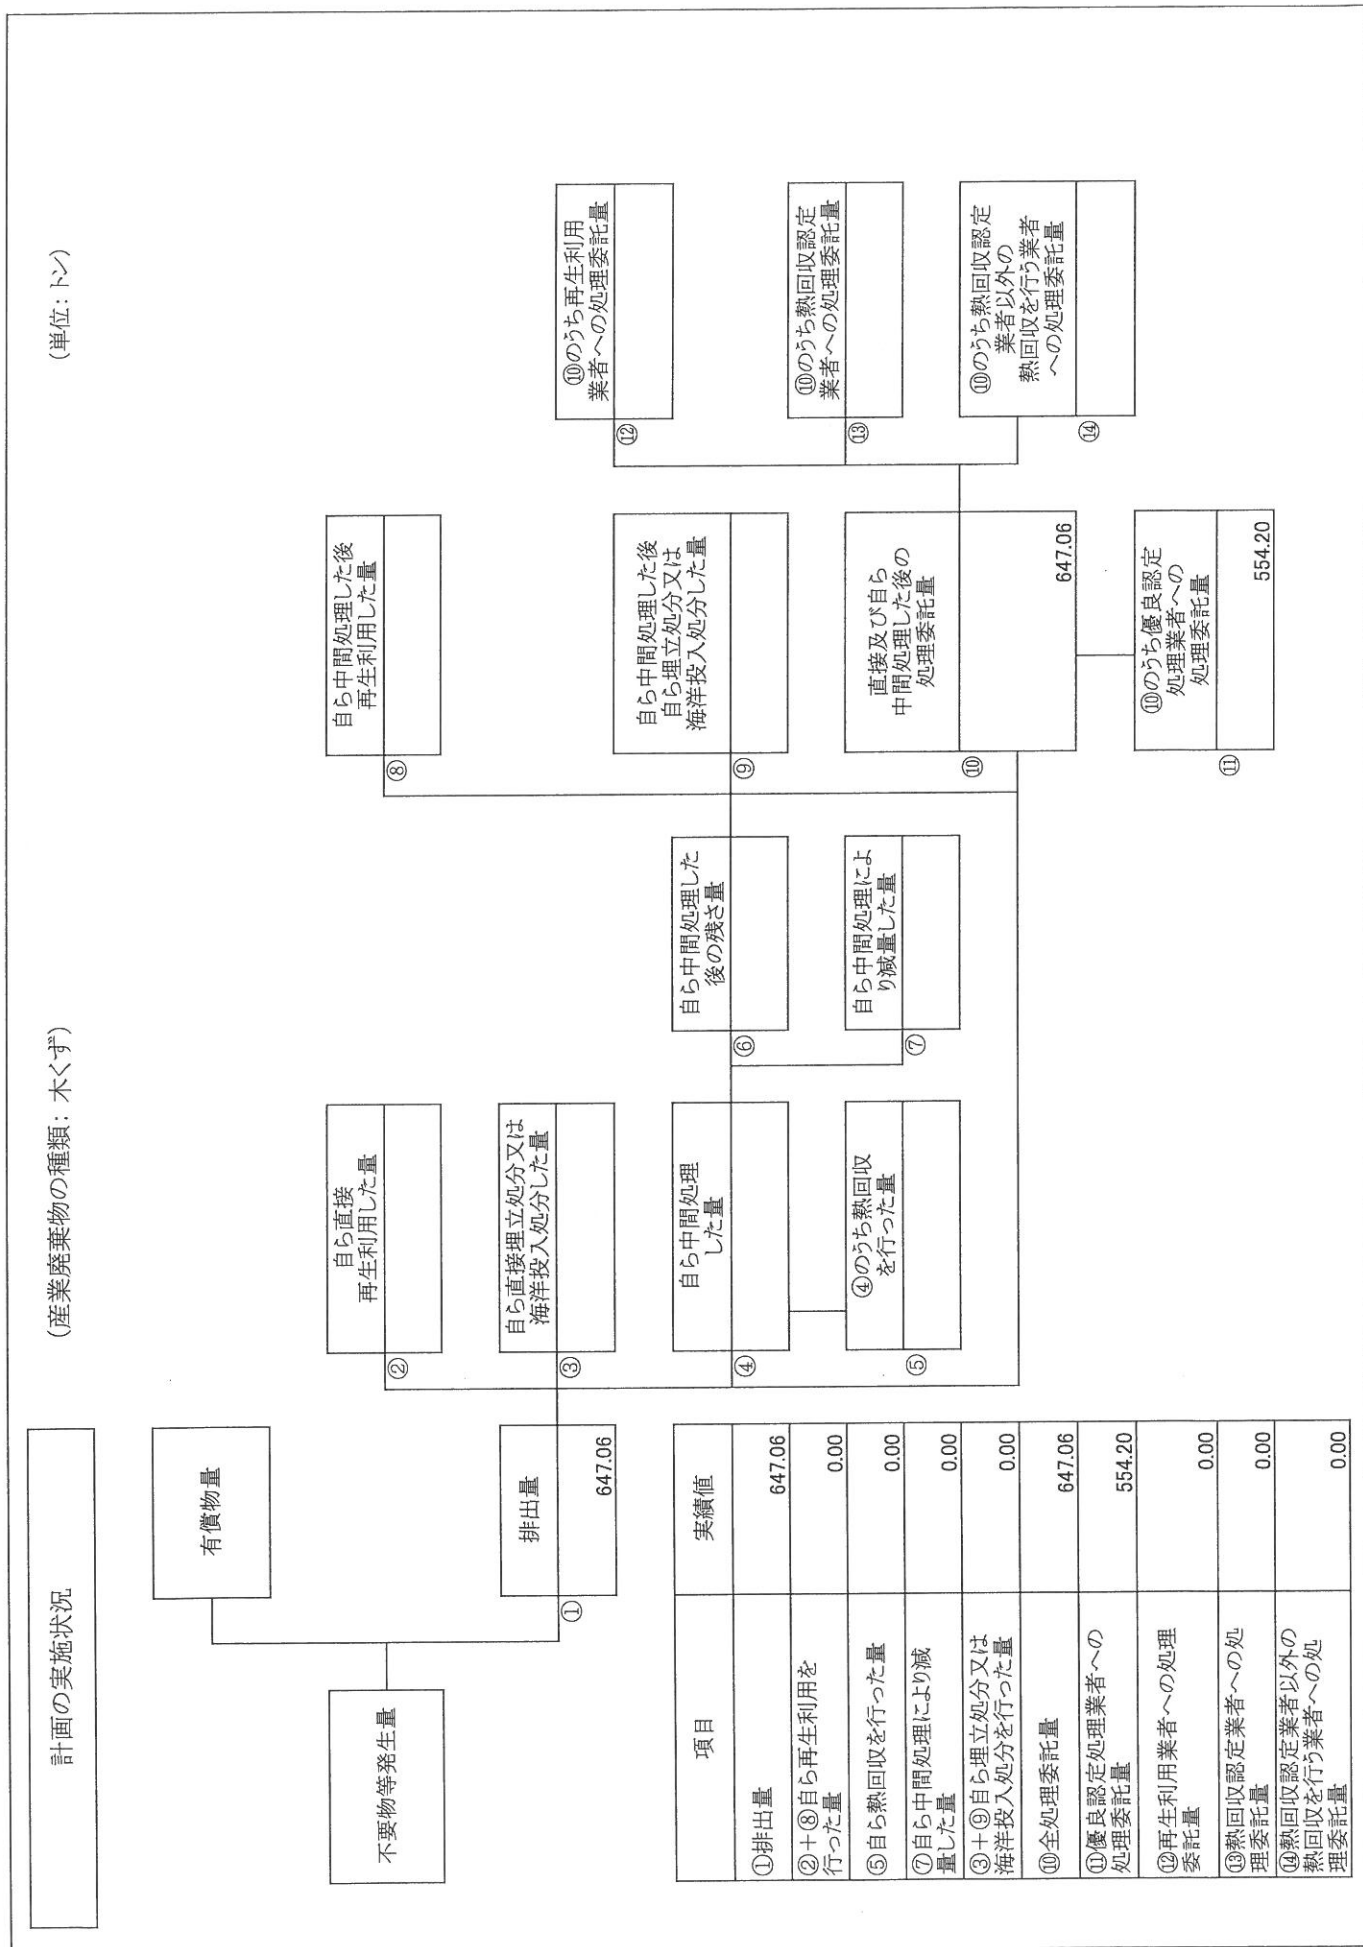 計画の実施状況
(産業廃棄物の種類: 木くず)
(単位: トン)
有償物量
不要物等発生量
①
排出量
647.06
②
自ら直接
再生利用した量
③
自ら直接埋立処分又は
海洋投入処分した量
④
自ら中間処理
した量
⑤
④のうち熱回収
を行った量
⑥
自ら中間処理した
後の残さ量
⑦
自ら中間処理によ
り減量した量
⑧
自ら中間処理した後
再生利用した量
⑨
自ら中間処理した後
自ら埋立処分又は
海洋投入処分した量
⑩
直接及び自ら
中間処理した後の
処理委託量
647.06
⑪
⑩のうち優良認定
処理業者への
処理委託量
554.20
⑫
⑩のうち再生利用
業者への処理委託量
⑬
⑩のうち熱回収認定
業者への処理委託量
⑭
⑩のうち熱回収認定
業者以外の
熱回収を行う業者
への処理委託量
項目 実績値
①排出量 647.06
②+⑧自ら再生利用を
行った量 0.00
⑤自ら熱回収を行った量 0.00
⑦自ら中間処理により減
量した量 0.00
③+⑨自ら埋立処分又は
海洋投入処分を行った量 0.00
⑩全処理委託量 647.06
⑪優良認定処理業者への
処理委託量 554.20
⑫再生利用業者への処理
委託量 0.00
⑬熱回収認定業者への処
理委託量 0.00
⑭熱回収認定業者以外の
熱回収を行う業者への処
理委託量 0.00